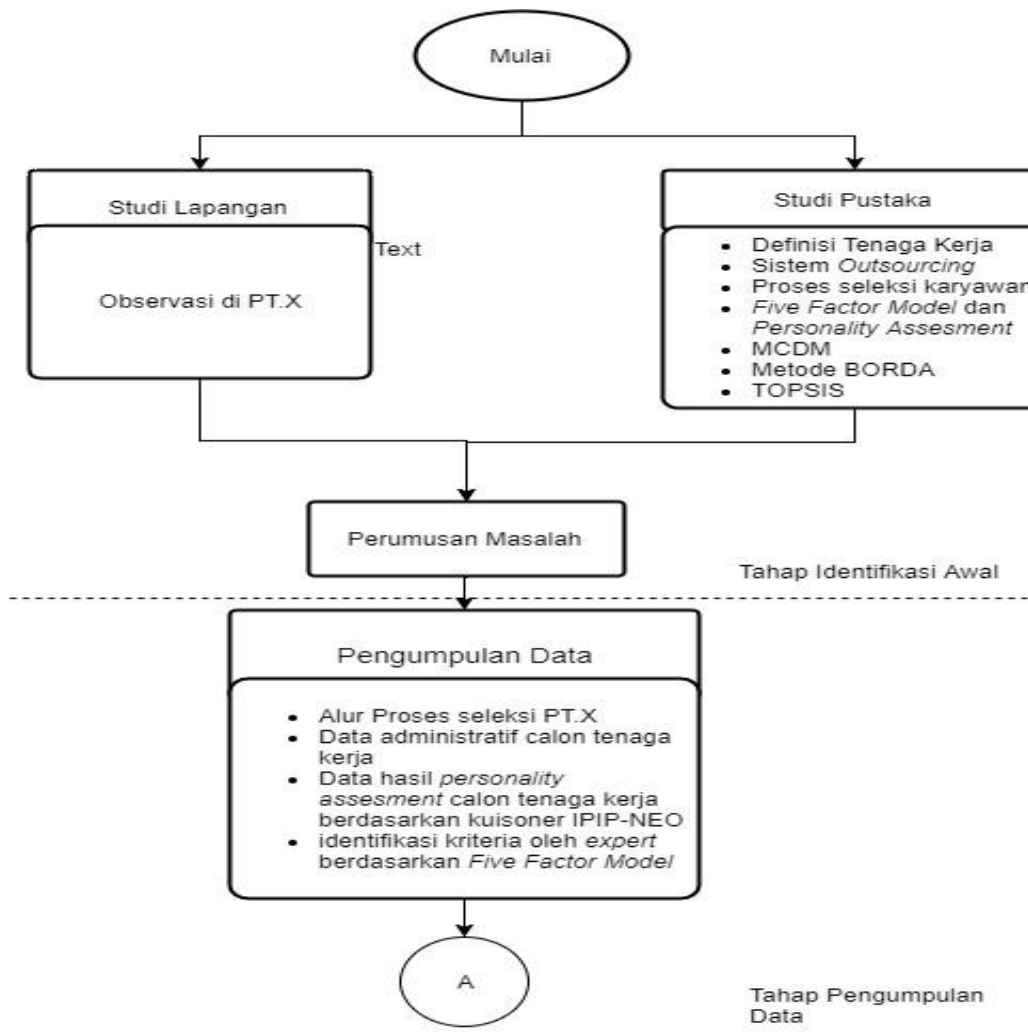 Mulai
Studi Lapangan
Observasi di PT.X
Text
Studi Pustaka
• Definisi Tenaga Kerja
• Sistem Outsourcing
• Proses seleksi karyawan
• Five Factor Model dan
Personality Assesment
• MCDM
• Metode BORDA
• TOPSIS
Perumusan Masalah
Tahap Identifikasi Awal
Pengumpulan Data
• Alur Proses seleksi PT.X
• Data administratif calon tenaga
kerja
• Data hasil personality
assesment calon tenaga kerja
berdasarkan kuisoner IPIP-NEO
• identifikasi kriteria oleh expert
berdasarkan Five Factor Model
A
Tahap Pengumpulan
Data